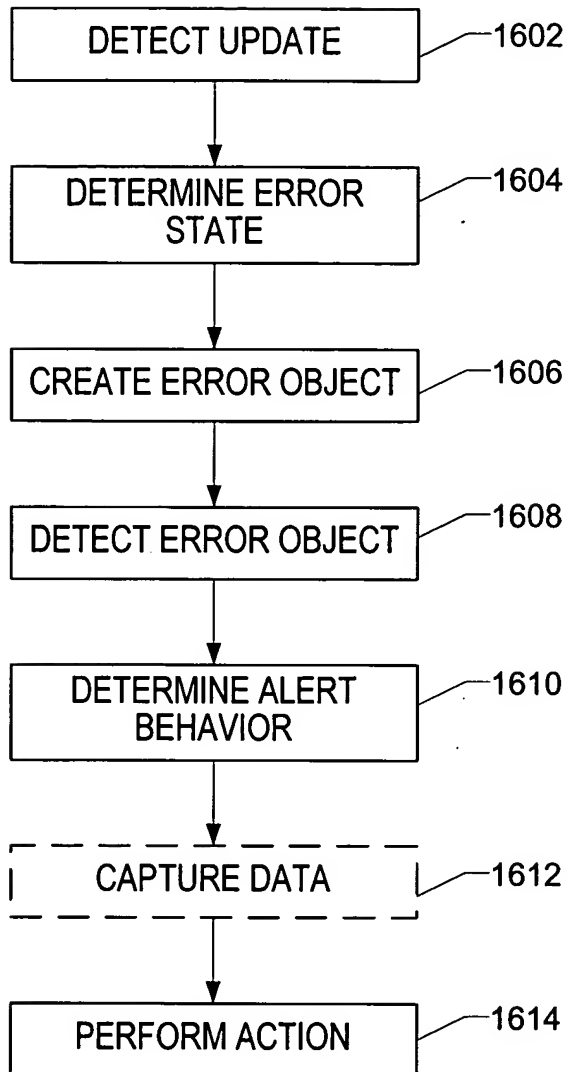 DETECT UPDATE
1602
DETERMINE ERROR
STATE
1604
CREATE ERROR OBJECT
1606
DETECT ERROR OBJECT
1608
DETERMINE ALERT
BEHAVIOR
1610
CAPTURE DATA
1612
PERFORM ACTION
1614